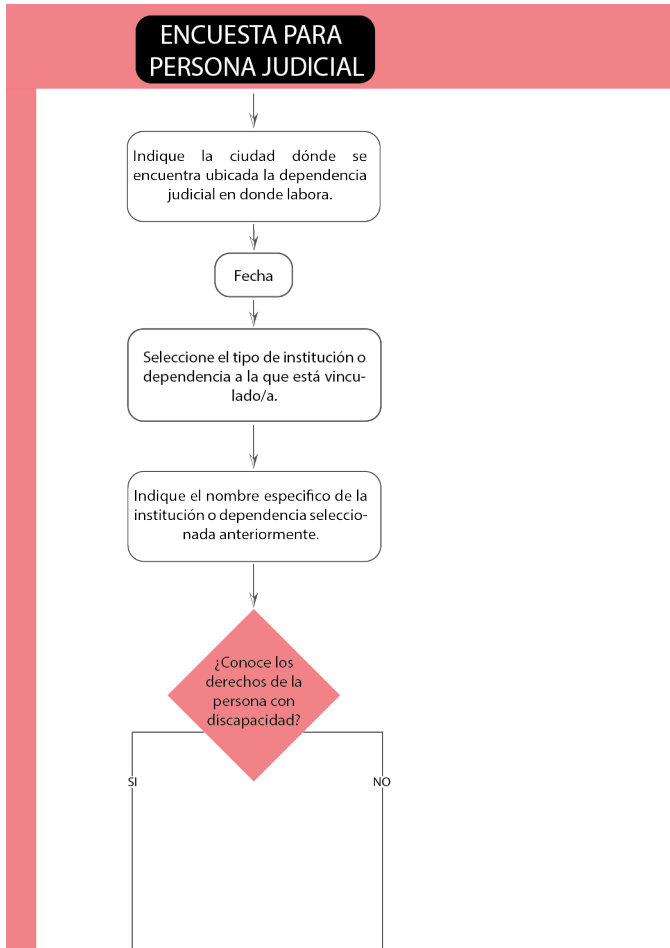 ENCUESTA PARA
PERSONA JUDICIAL
Indique la ciudad dónde se
encuentra ubicada la dependencia
judicial en donde labora.
Fecha
Seleccione el tipo de institución o
dependencia a la que está vincu-
lado/a.
Indique el nombre especifico de la
institución o dependencia seleccio-
nada anteriormente.
¿Conoce los
derechos de la
persona con
discapacidad?
SI
NO